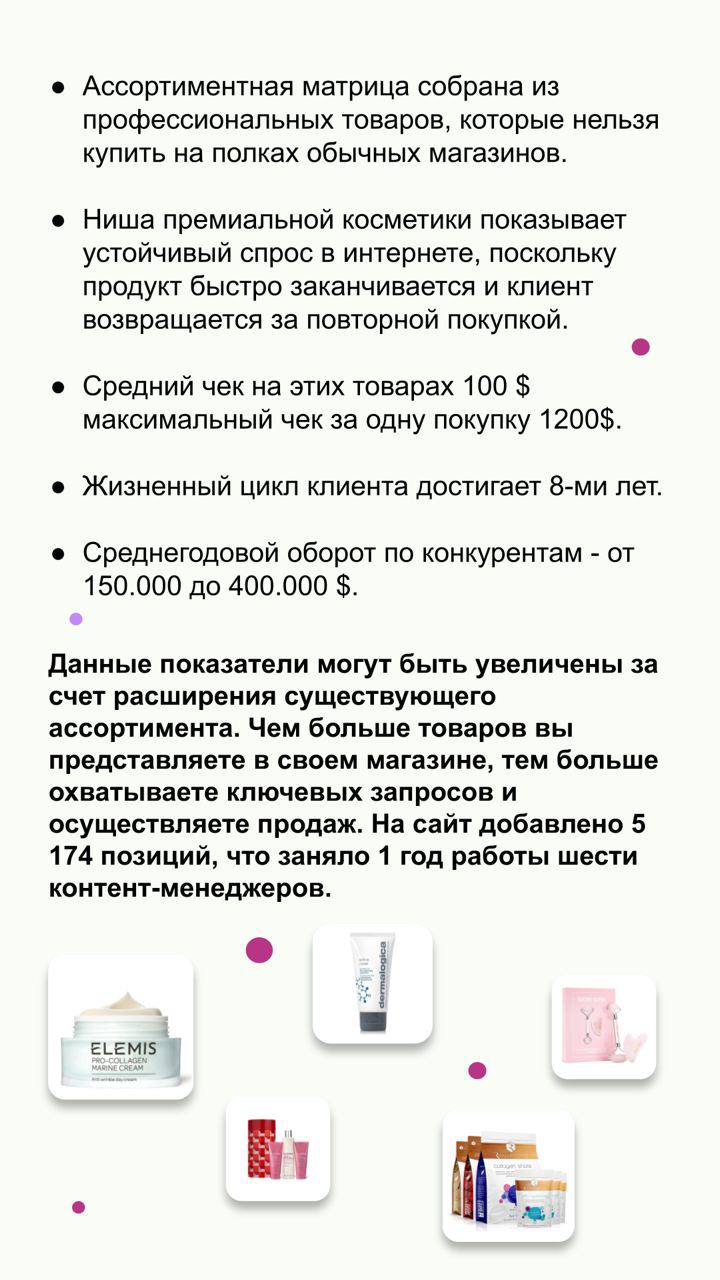 ● Ассортиментная матрица собрана из
профессиональных товаров, которые нельзя
купить на полках обычных магазинов.
● Ниша премиальной косметики показывает
устойчивый спрос в интернете, поскольку
продукт быстро заканчивается и клиент
возвращается за повторной покупкой.
● Средний чек на этих товарах 100 $
максимальный чек за одну покупку 1200$.
● Жизненный цикл клиента достигает 8-ми лет.
● Среднегодовой оборот по конкурентам - от
150.000 до 400.000 $.
Данные показатели могут быть увеличены за
счет расширения существующего
ассортимента. Чем больше товаров вы
представляете в своем магазине, тем больше
охватываете ключевых запросов и
осуществляете продаж. На сайт добавлено 5
174 позиций, что заняло 1 год работы шести
контент-менеджеров.
dermalogica
ELEMIS
PRO-COLLAGEN
MARINE CREAM
Anti-wrinkle day cream
collagen shots